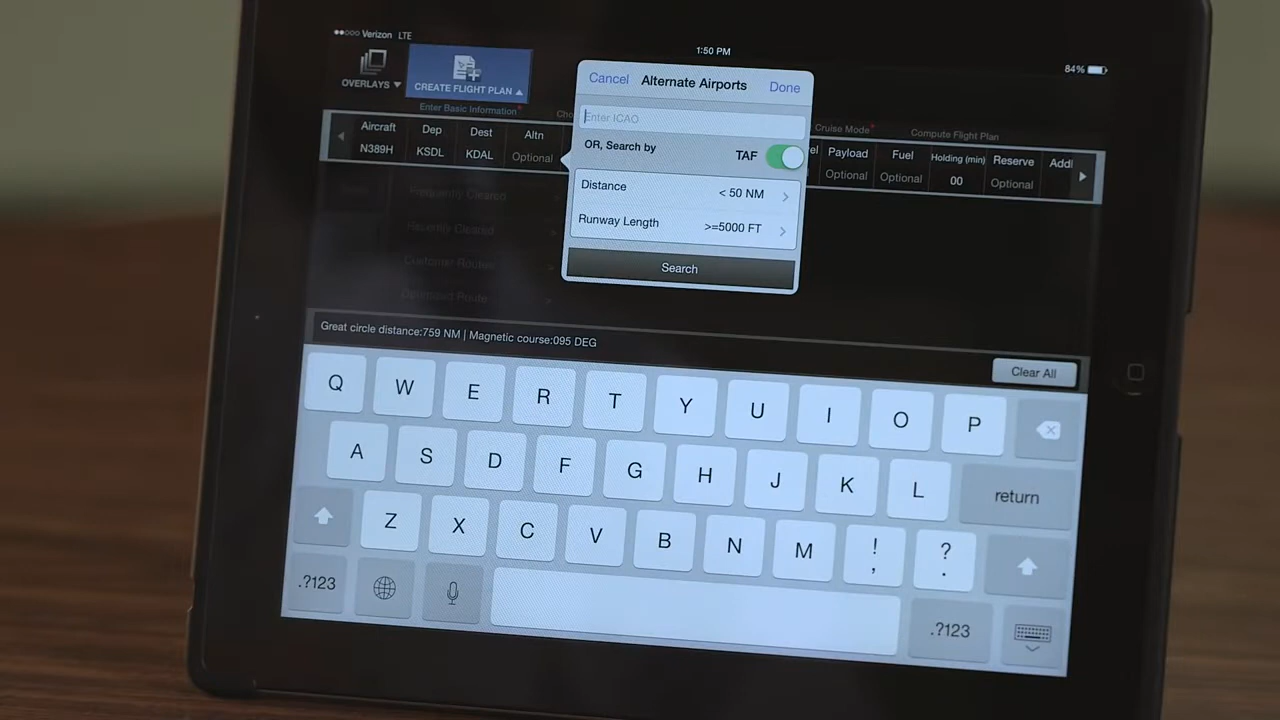 Verizon LTE
1:50 PM
84%
OVERLAYS
CREATE FLIGHT PLAN
Cancel Alternate Airports Done
Enter ICAO
OR, Search by
TAF
Distance < 50 NM
Runway Length >=5000 FT
Search
Enter Basic Information*
Cruise Mode*
Compute Flight Plan
Aircraft Dep Dest Altn
N389H KSDL KDAL Optional
Payload Fuel Holding (min) Reserve Addl
Optional Optional 00 Optional
Frequently Cleared >
Recently Cleared >
Customer Routes >
Optimized Route >
Great circle distance:759 NM | Magnetic course:095 DEG
Clear All
Q W E R T Y U I O P
A S D F G H J K L return
Z X C V B N M ! , ? .
.?123 .?123